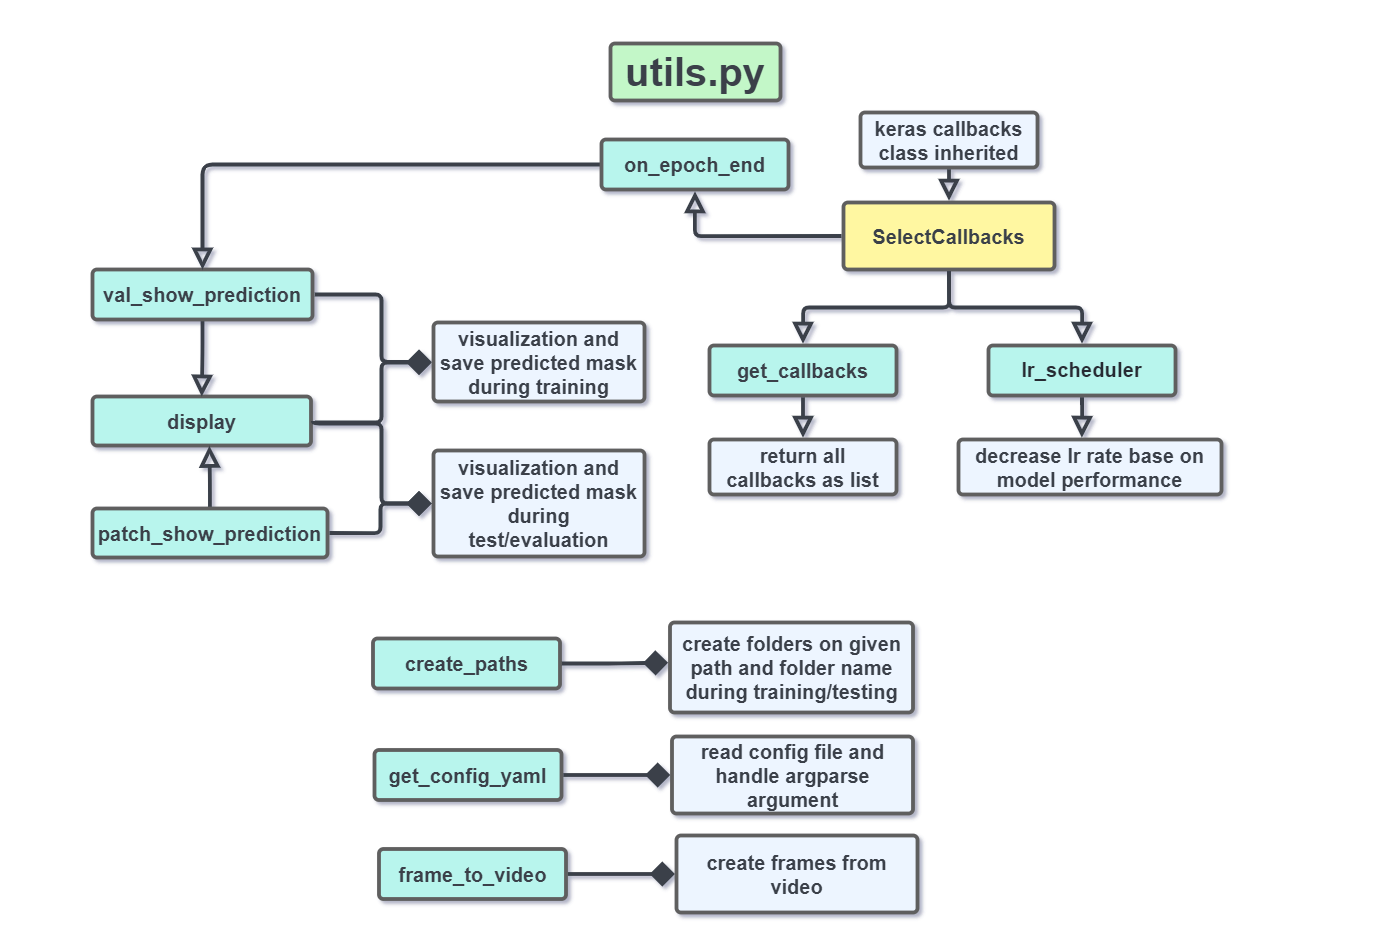 utils.py
keras callbacks
class inherited
on_epoch_end
SelectCallbacks
val_show_prediction
visualization and
save predicted mask
during training
get_callbacks
lr_scheduler
display
return all
callbacks as list
decrease lr rate base on
model performance
visualization and
save predicted mask
during
test/evaluation
patch_show_prediction
create_paths
create folders on given
path and folder name
during training/testing
get_config_yaml
read config file and
handle argparse
argument
frame_to_video
create frames from
video